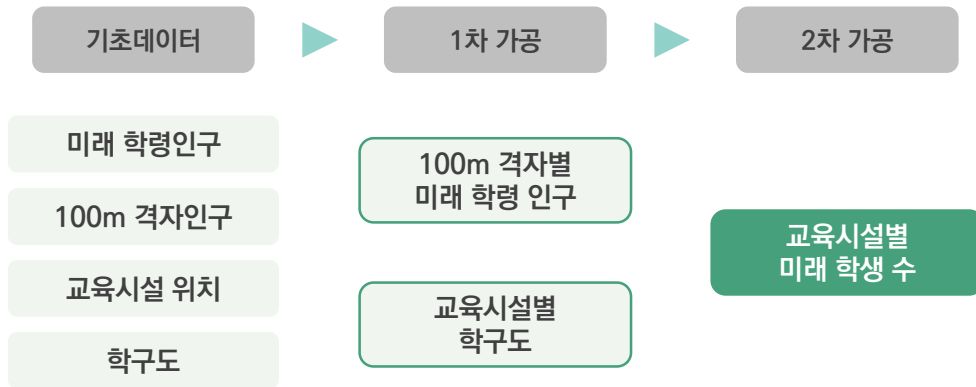 기초데이터
1차 가공
2차 가공
미래 학령인구
100m 격자인구
교육시설 위치
학구도
100m 격자별
미래 학령 인구
교육시설별
학구도
교육시설별
미래 학생 수